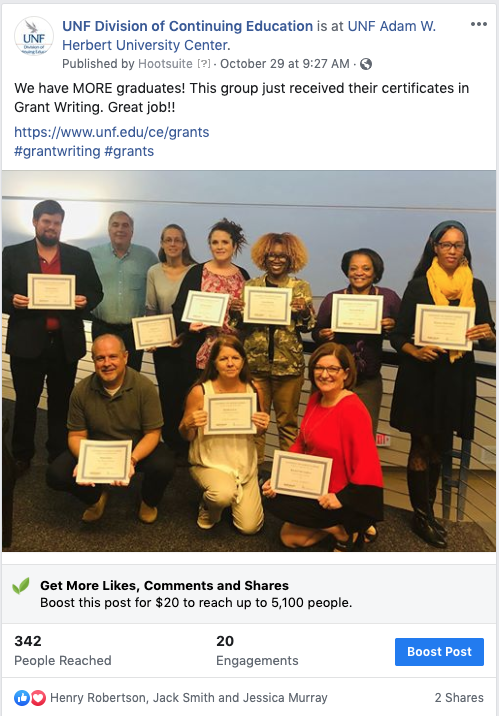 UNF Division of Continuing Education is at UNF Adam W.
Herbert University Center.
Published by Hootsuite [?] · October 29 at 9:27 AM ·
UNF
Division of
We have MORE graduates! This group just received their certificates in
Grant Writing. Great job!!
https://www.unf.edu/ce/grants
#grantwriting #grants
Get More Likes, Comments and Shares
Boost this post for $20 to reach up to 5,100 people.
342
20
People Reached
Engagements
Boost Post
Henry Robertson, Jack Smith and Jessica Murray
2 Shares